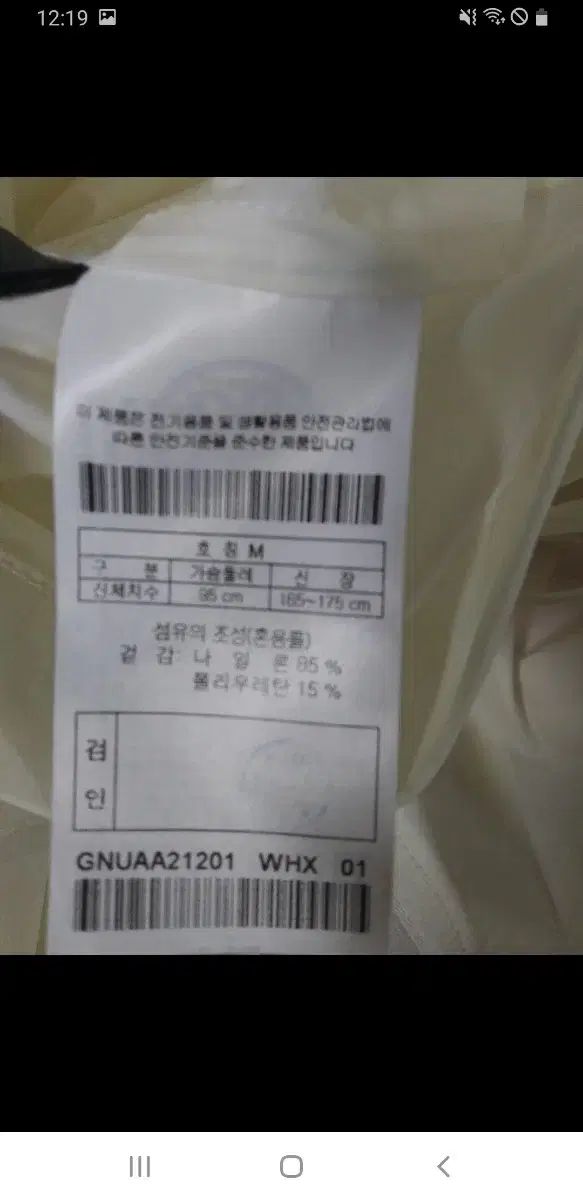 12:19
이 제품은 전기용품 및 생활용품 안전관리법에
따른 안전기준을 준수한 제품입니다
호 칭 M
구 분 가슴둘레 신 장
신체치수 95 cm 165~175 cm
섬유의 조성(혼용률)
겉 감: 나 일 론 85 %
폴리우레탄 15 %
검
인
GNUAA21201 WHX 01